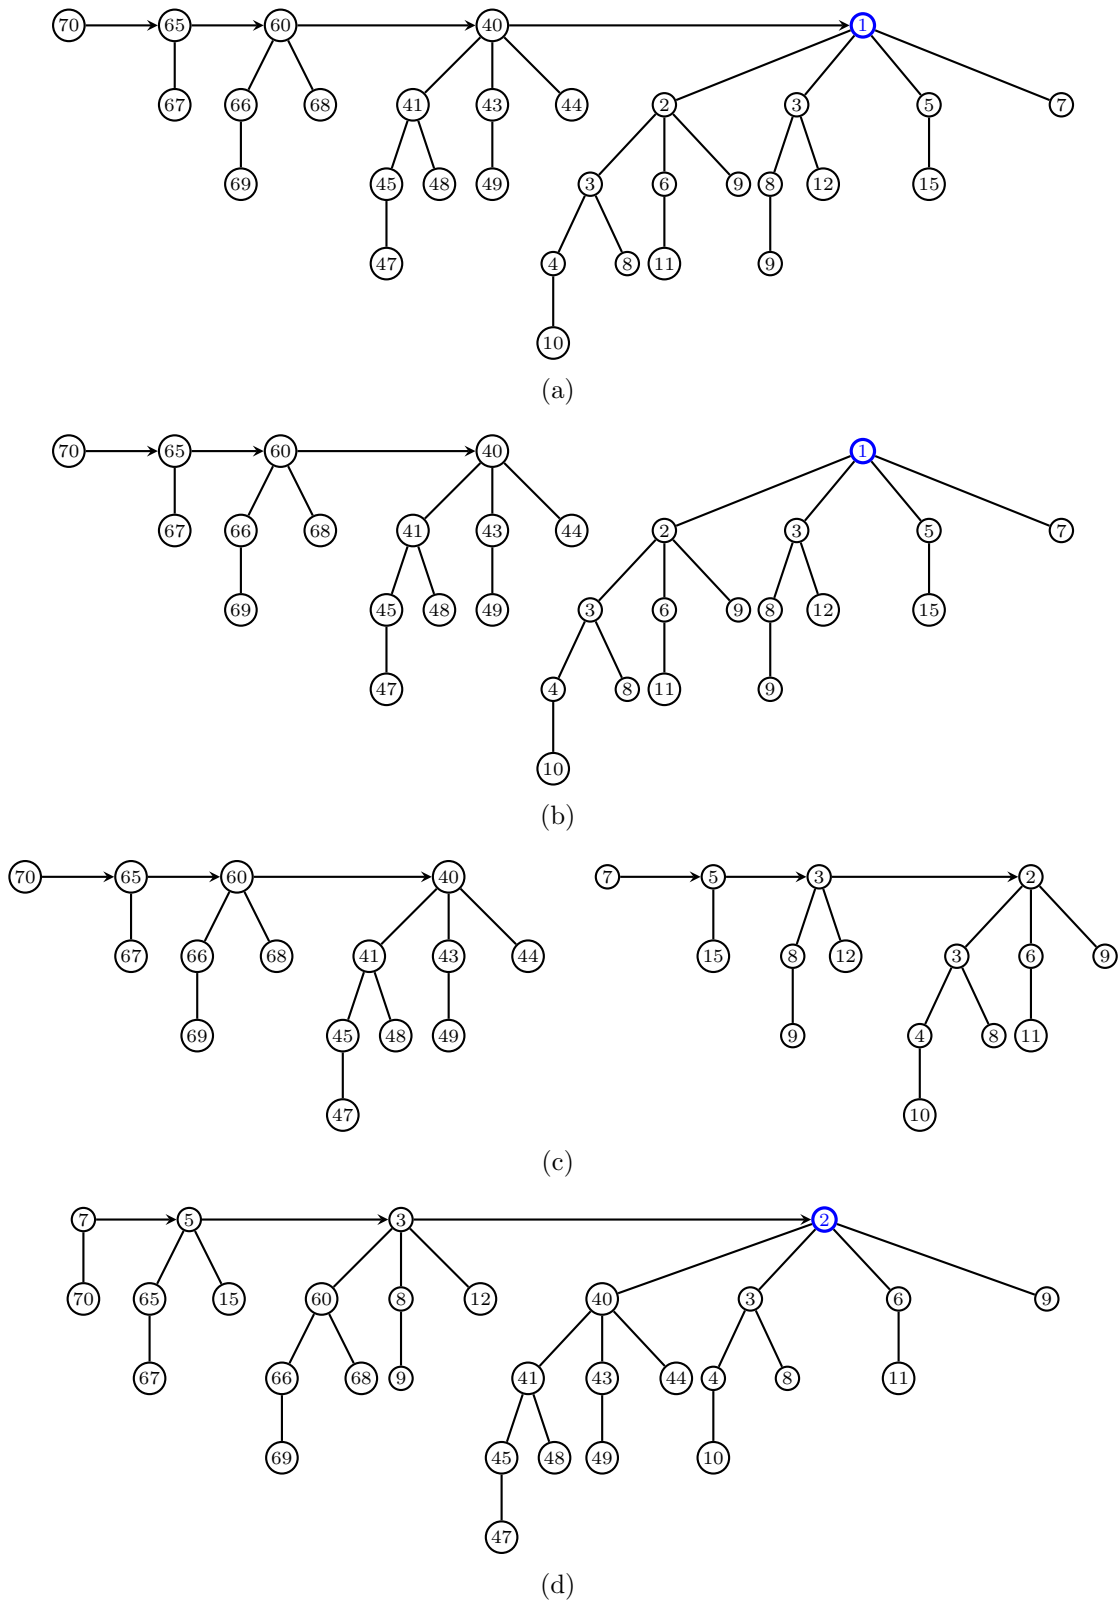 70 65 60 40 1
67 66 68 41 43 44 2 3 5 7
69 45 48 49 3 6 9 8 12 15
47 4 8 11 9
10
(a)
70 65 60 40 1
67 66 68 41 43 44 2 3 5 7
69 45 48 49 3 6 9 8 12 15
47 4 8 11 9
10
(b)
70 65 60 40 7 5 3 2
67 66 68 41 43 44 15 8 12 3 6 9
69 45 48 49 9 4 8 11
47 10
(c)
7 5 3 2
70 65 15 60 8 12 40 3 6 9
67 66 68 9 41 43 44 4 8 11
69 45 48 49 10
47
(d)